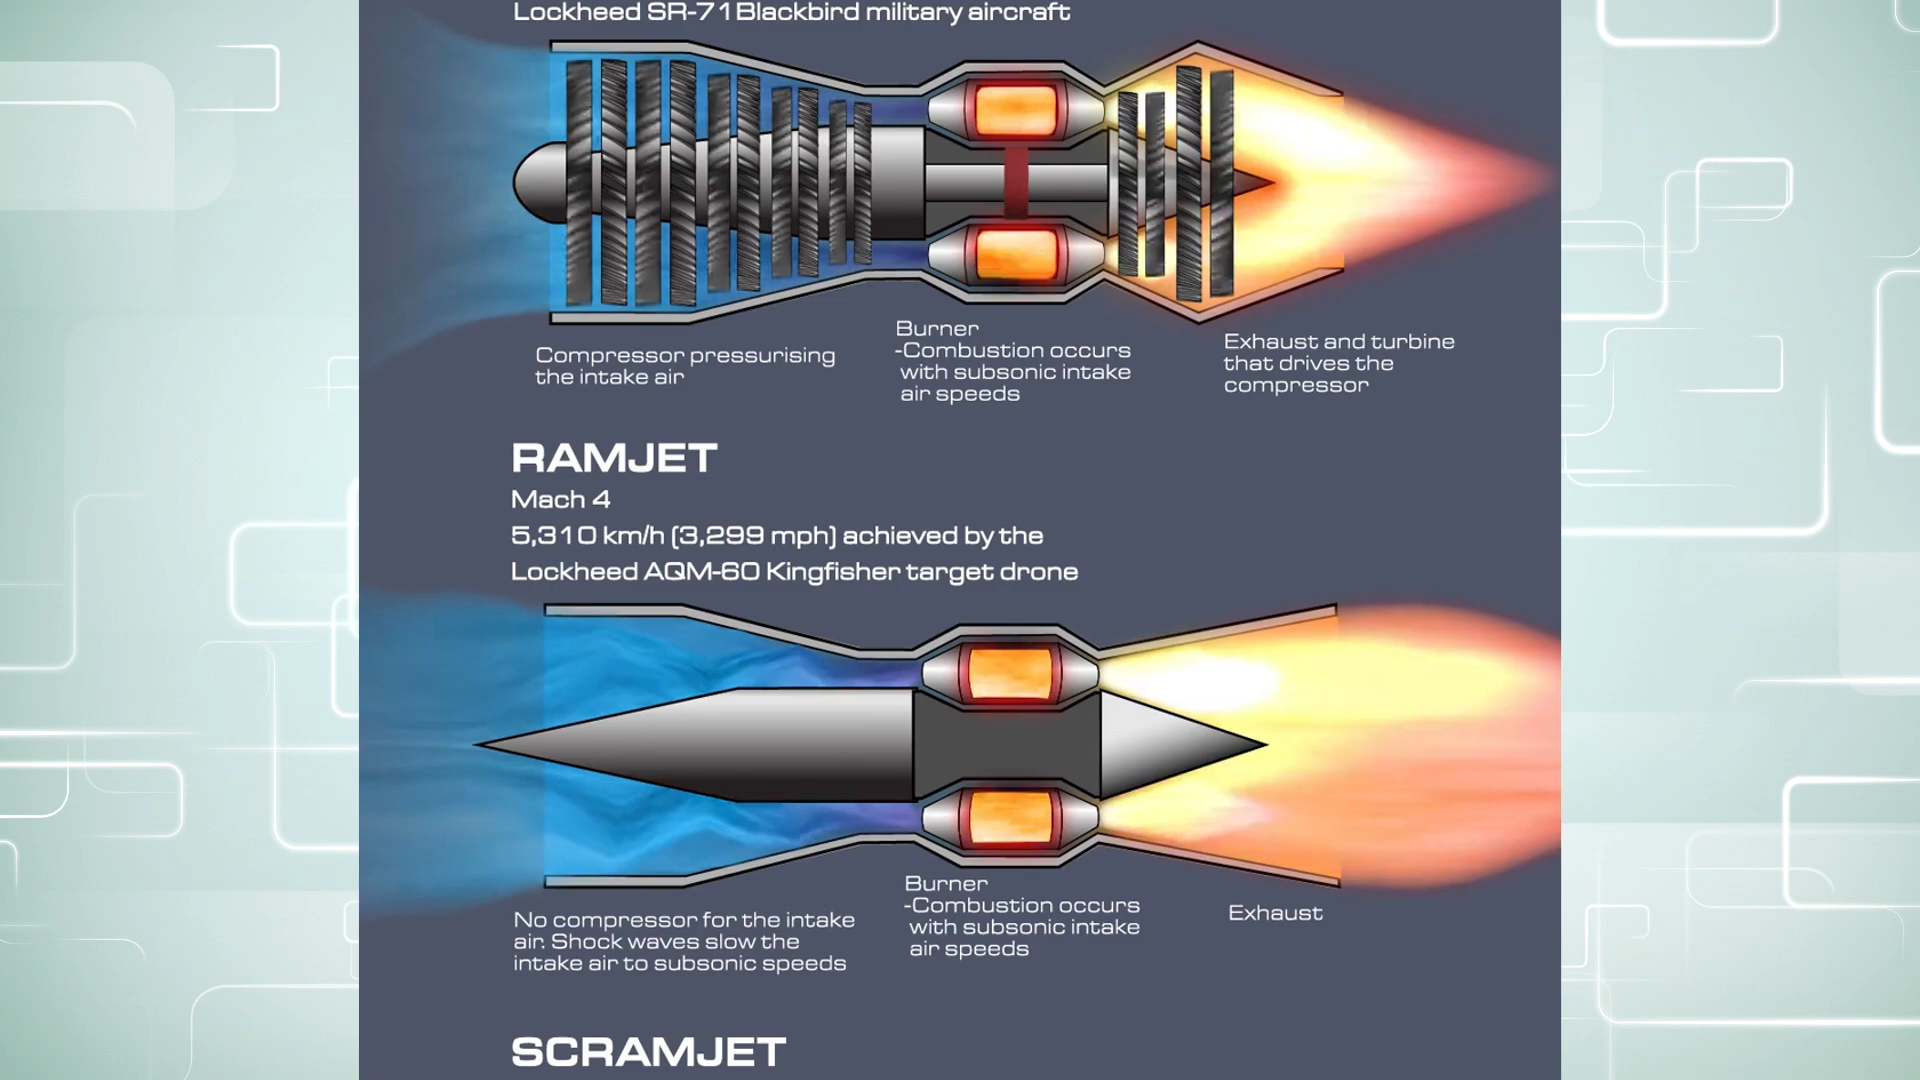 Lockheed SR-71 Blackbird military aircraft
Compressor pressurising
the intake air
Burner
-Combustion occurs
with subsonic intake
air speeds
Exhaust and turbine
that drives the
compressor
RAMJET
Mach 4
5,310 km/h (3,299 mph) achieved by the
Lockheed AQM-60 Kingfisher target drone
No compressor for the intake
air. Shock waves slow the
intake air to subsonic speeds
Burner
-Combustion occurs
with subsonic intake
air speeds
Exhaust
SCRAMJET